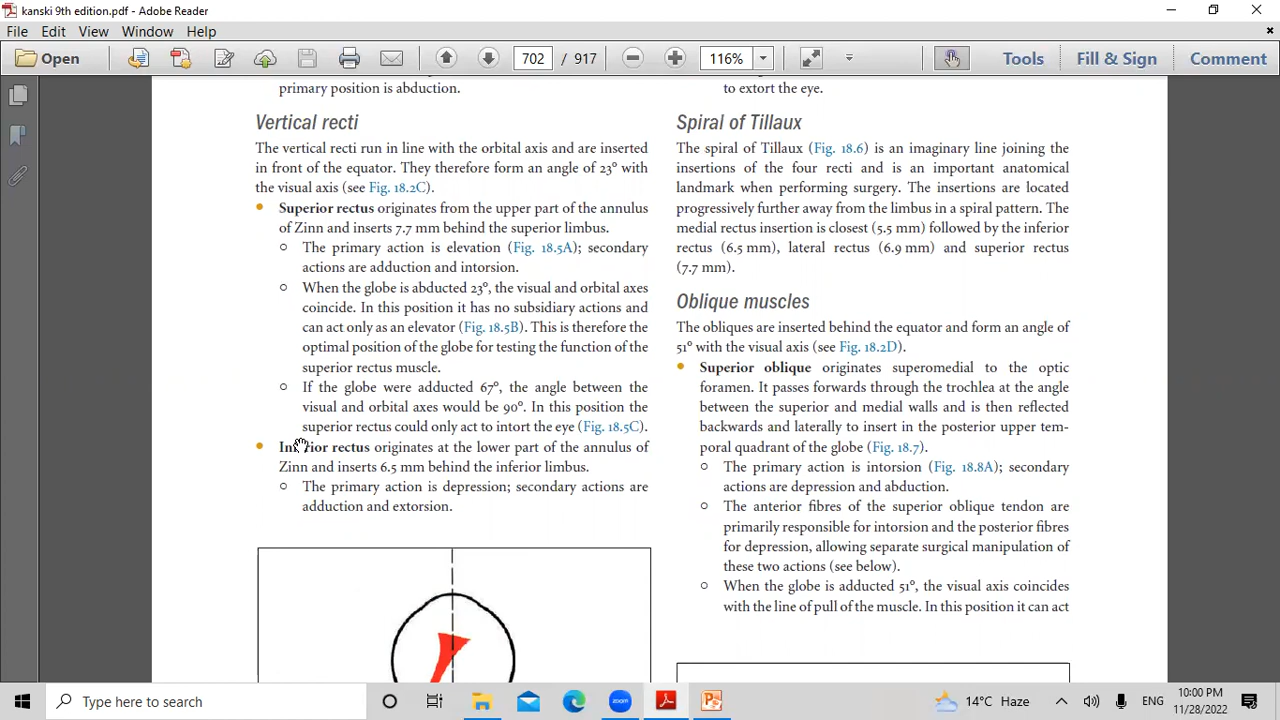 kanski 9th edition.pdf - Adobe Reader
File Edit View Window Help
Open 702 / 917 116% Tools Fill & Sign Comment
primary position is abduction.
Vertical recti
The vertical recti run in line with the orbital axis and are inserted
in front of the equator. They therefore form an angle of 23° with
the visual axis (see Fig. 18.2C).
• Superior rectus originates from the upper part of the annulus
of Zinn and inserts 7.7 mm behind the superior limbus.
○ The primary action is elevation (Fig. 18.5A); secondary
actions are adduction and intorsion.
○ When the globe is abducted 23°, the visual and orbital axes
coincide. In this position it has no subsidiary actions and
can act only as an elevator (Fig. 18.5B). This is therefore the
optimal position of the globe for testing the function of the
superior rectus muscle.
○ If the globe were adducted 67°, the angle between the
visual and orbital axes would be 90°. In this position the
superior rectus could only act to intort the eye (Fig. 18.5C).
• Inferior rectus originates at the lower part of the annulus of
Zinn and inserts 6.5 mm behind the inferior limbus.
○ The primary action is depression; secondary actions are
adduction and extorsion.
to extort the eye.
Spiral of Tillaux
The spiral of Tillaux (Fig. 18.6) is an imaginary line joining the
insertions of the four recti and is an important anatomical
landmark when performing surgery. The insertions are located
progressively further away from the limbus in a spiral pattern. The
medial rectus insertion is closest (5.5 mm) followed by the inferior
rectus (6.5 mm), lateral rectus (6.9 mm) and superior rectus
(7.7 mm).
Oblique muscles
The obliques are inserted behind the equator and form an angle of
51° with the visual axis (see Fig. 18.2D).
• Superior oblique originates superomedial to the optic
foramen. It passes forwards through the trochlea at the angle
between the superior and medial walls and is then reflected
backwards and laterally to insert in the posterior upper tem-
poral quadrant of the globe (Fig. 18.7).
○ The primary action is intorsion (Fig. 18.8A); secondary
actions are depression and abduction.
○ The anterior fibres of the superior oblique tendon are
primarily responsible for intorsion and the posterior fibres
for depression, allowing separate surgical manipulation of
these two actions (see below).
○ When the globe is adducted 51°, the visual axis coincides
with the line of pull of the muscle. In this position it can act
Type here to search
zoom
14°C Haze
ENG
10:00 PM
11/28/2022